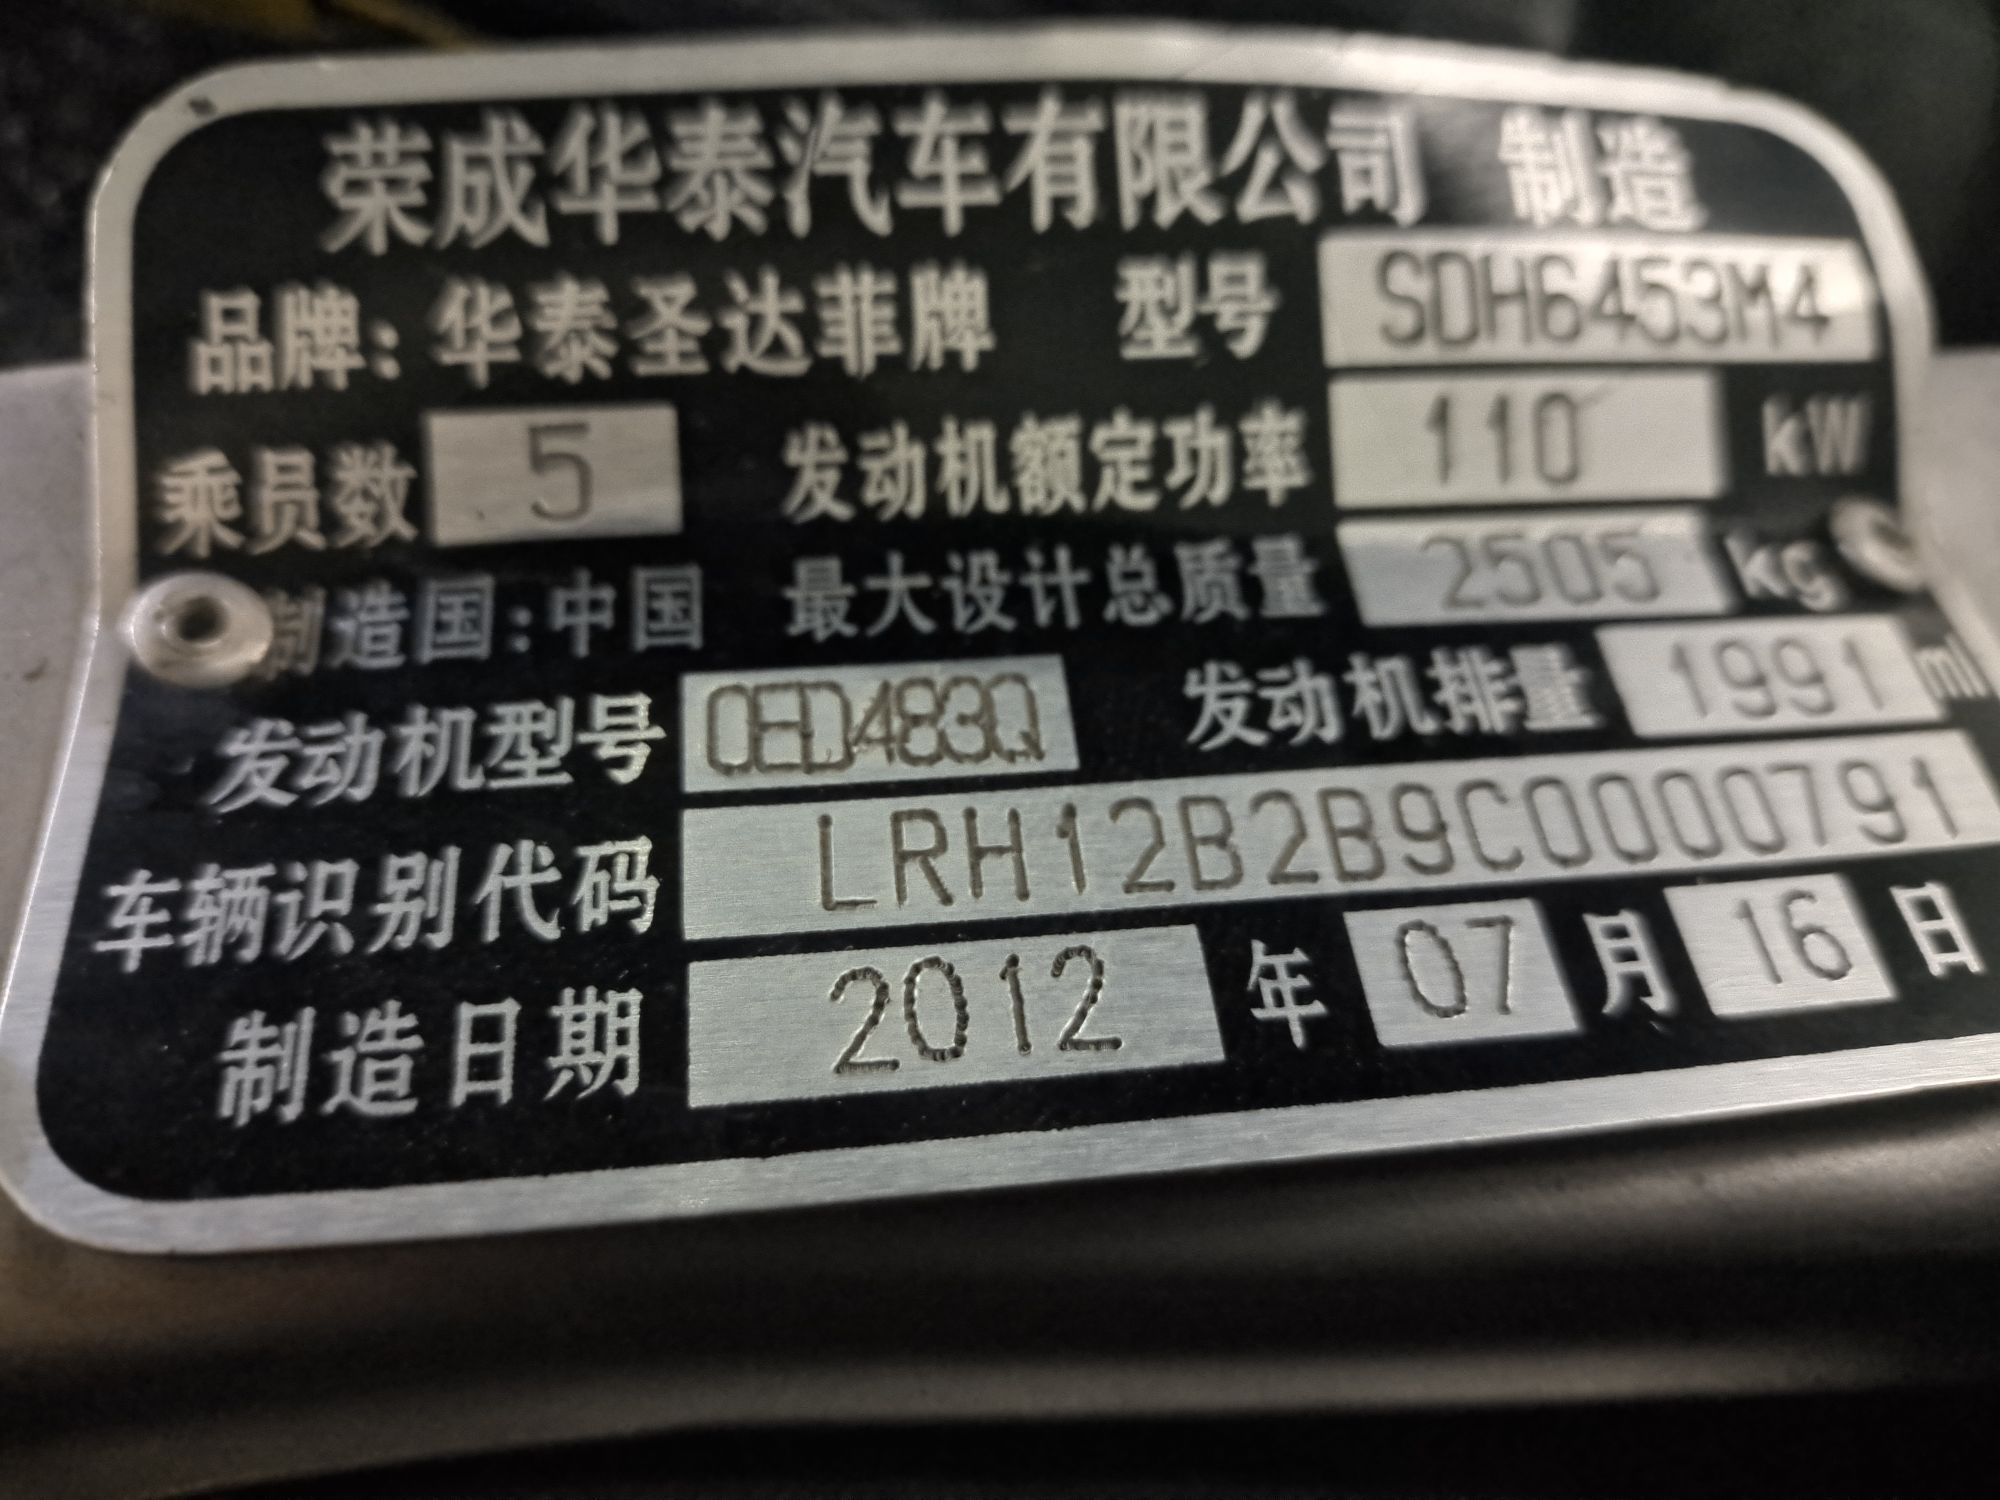 荣成华泰汽车有限公司 制造
品牌：华泰圣达菲牌 型号 SDH6453M4
乘员数 5 发动机额定功率 110 kW
制造国：中国 最大设计总质量 2505 kg
发动机型号 OED483Q 发动机排量 1991 ml
车辆识别代码 LRH12B2B9C0000791
制造日期 2012 年 07 月 16 日